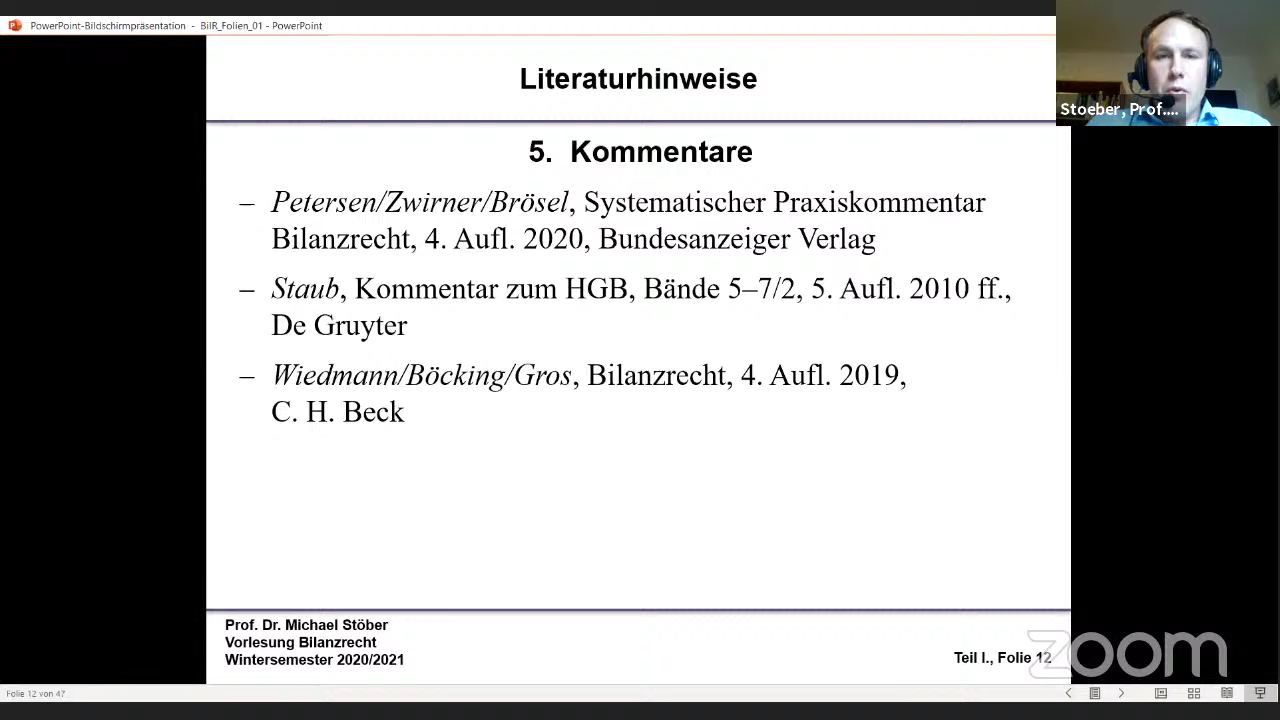 PowerPoint-Bildschirmpräsentation - BilR_Folien_01 - PowerPoint
Stoeber, Prof....
Literaturhinweise
5. Kommentare
– Petersen/Zwirner/Brösel, Systematischer Praxiskommentar
Bilanzrecht, 4. Aufl. 2020, Bundesanzeiger Verlag
– Staub, Kommentar zum HGB, Bände 5–7/2, 5. Aufl. 2010 ff.,
De Gruyter
– Wiedmann/Böcking/Gros, Bilanzrecht, 4. Aufl. 2019,
C. H. Beck
Prof. Dr. Michael Stöber
Vorlesung Bilanzrecht
Wintersemester 2020/2021
Teil I., Folie 12
zoom
Folie 12 von 47